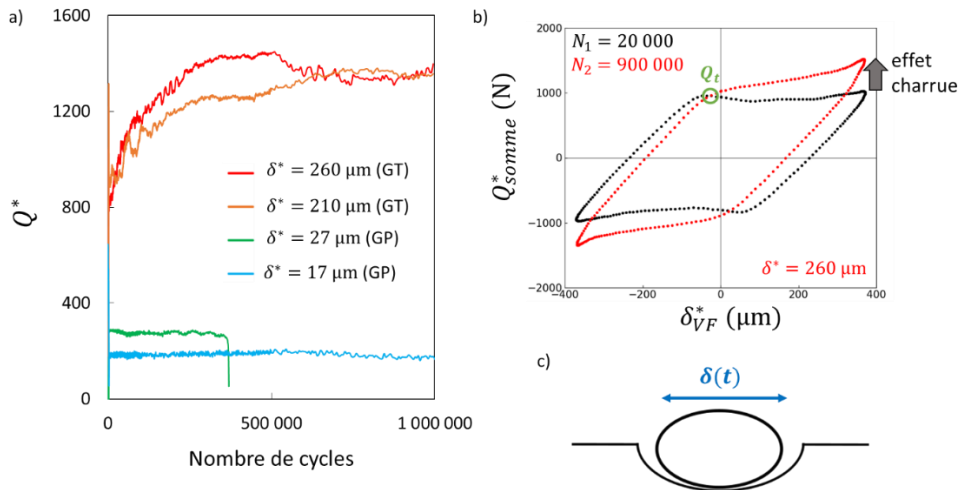 a)
1600
1200
800
400
0
Q*
δ* = 260 µm (GT)
δ* = 210 µm (GT)
δ* = 27 µm (GP)
δ* = 17 µm (GP)
0
500 000
1 000 000
Nombre de cycles
b)
2000
1000
0
-1000
-2000
Q*somme (N)
N1 = 20 000
N2 = 900 000
Qt
effet
charrue
δ* = 260 µm
-400
-200
0
200
400
δ*VF (µm)
c)
δ(t)